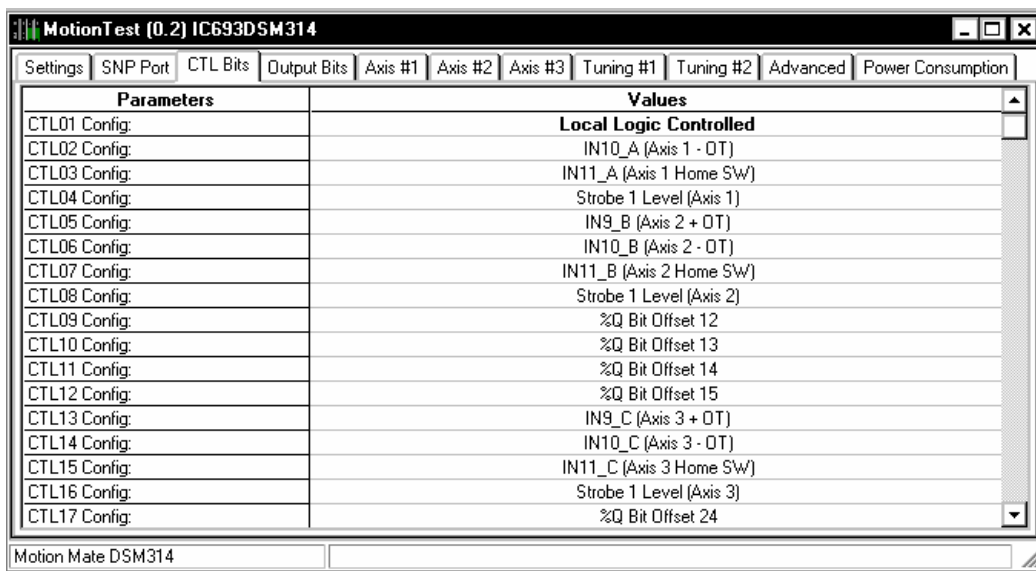 MotionTest (0.2) IC693DSM314
Settings SNP Port CTL Bits Output Bits Axis #1 Axis #2 Axis #3 Tuning #1 Tuning #2 Advanced Power Consumption
Parameters Values
CTL01 Config: Local Logic Controlled
CTL02 Config: IN10_A (Axis 1 - OT)
CTL03 Config: IN11_A (Axis 1 Home SW)
CTL04 Config: Strobe 1 Level (Axis 1)
CTL05 Config: IN9_B (Axis 2 + OT)
CTL06 Config: IN10_B (Axis 2 - OT)
CTL07 Config: IN11_B (Axis 2 Home SW)
CTL08 Config: Strobe 1 Level (Axis 2)
CTL09 Config: %Q Bit Offset 12
CTL10 Config: %Q Bit Offset 13
CTL11 Config: %Q Bit Offset 14
CTL12 Config: %Q Bit Offset 15
CTL13 Config: IN9_C (Axis 3 + OT)
CTL14 Config: IN10_C (Axis 3 - OT)
CTL15 Config: IN11_C (Axis 3 Home SW)
CTL16 Config: Strobe 1 Level (Axis 3)
CTL17 Config: %Q Bit Offset 24
Motion Mate DSM314